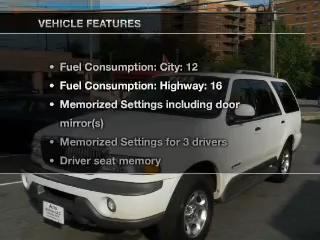 VEHICLE FEATURES
• Fuel Consumption: City: 12
• Fuel Consumption: Highway: 16
• Memorized Settings including door
mirror(s)
• Memorized Settings for 3 drivers
• Driver seat memory